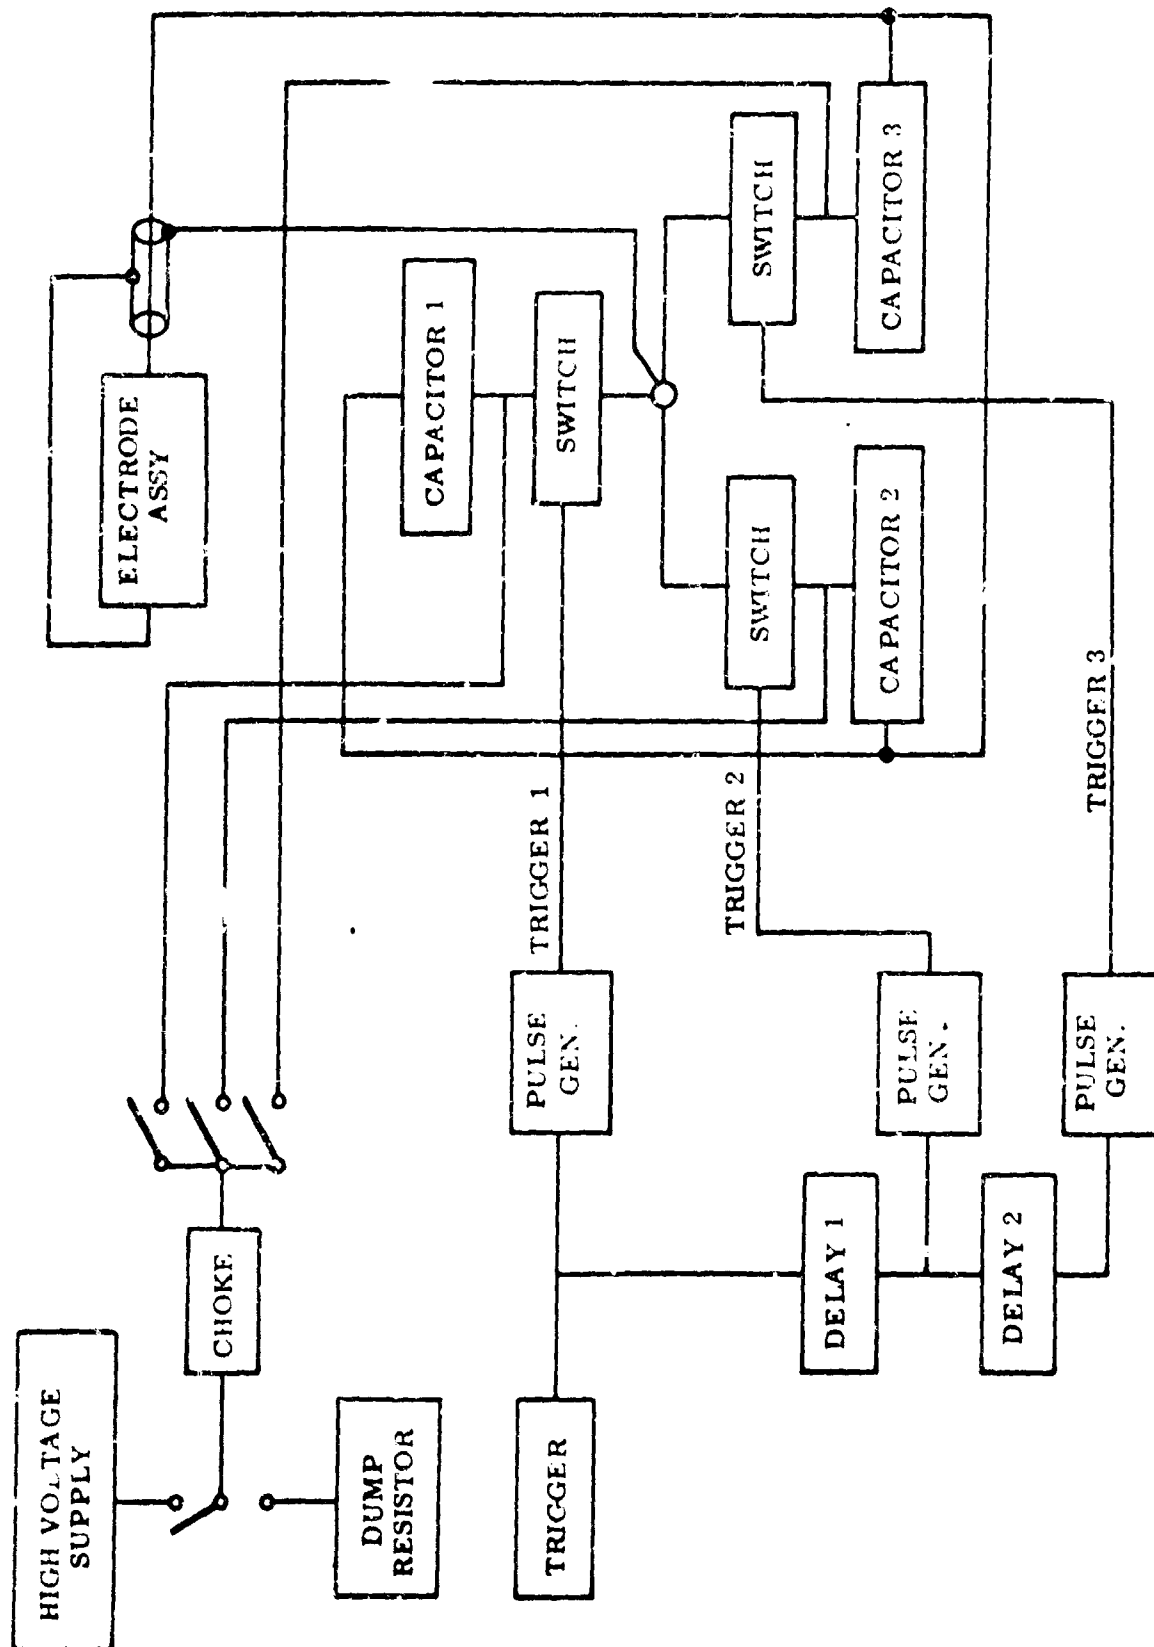 HIGH VOLTAGE
SUPPLY
CHOKE
DUMP
RESISTOR
TRIGGER
ELECTRODE
ASSY
CAPACITOR 1
SWITCH
TRIGGER 1
PULSE
GEN.
SWITCH
CAPACITOR 2
TRIGGER 2
PULSE
GEN.
SWITCH
CAPACITOR 3
TRIGGER 3
PULSE
GEN.
DELAY 1
DELAY 2